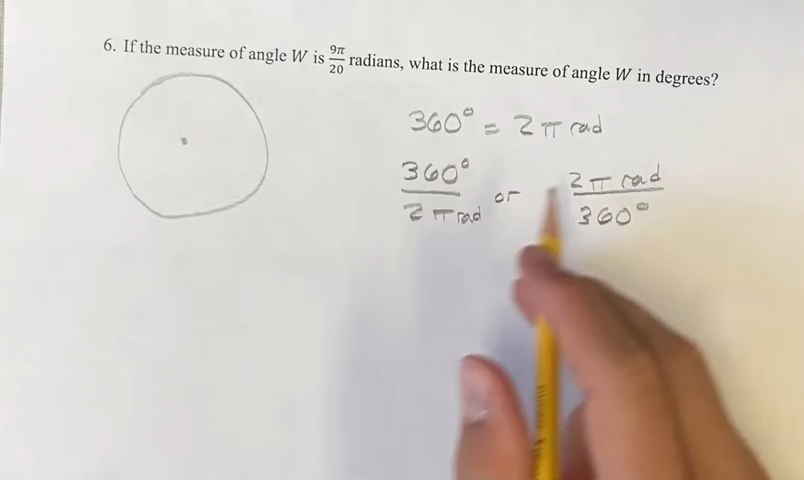 6. If the measure of angle W is 9π/20 radians, what is the measure of angle W in degrees?
360° = 2π rad
360°/2π rad or 2π rad/360°